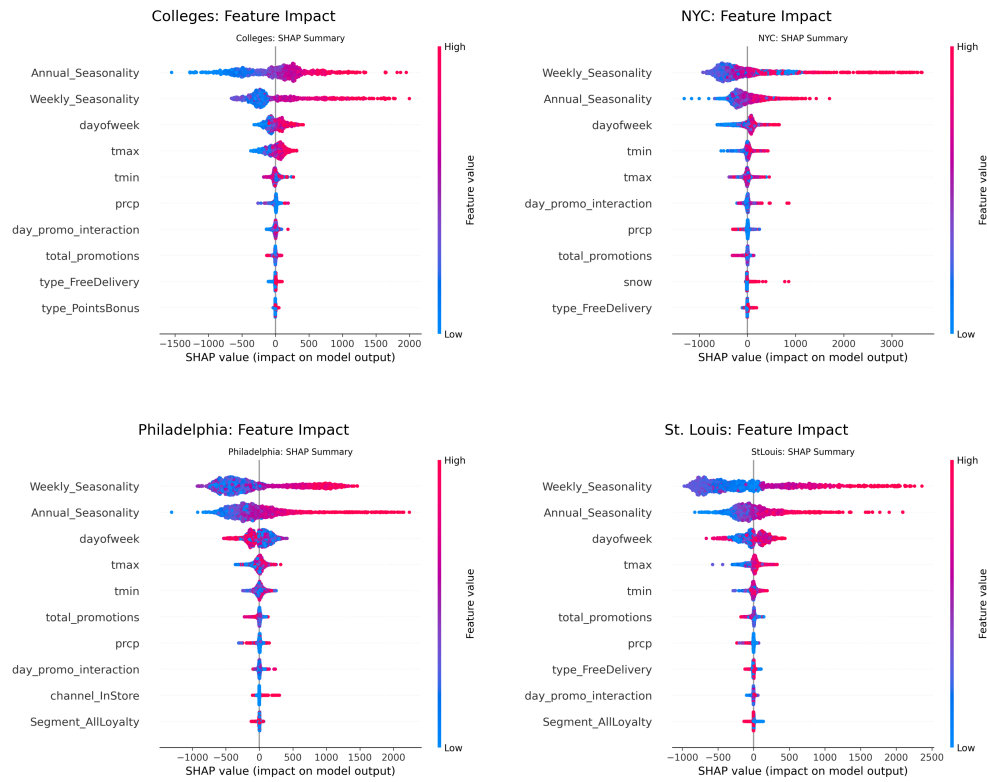 Colleges: Feature Impact
Colleges: SHAP Summary
High
Annual_Seasonality
Weekly_Seasonality
dayofweek
tmax
tmin
prcp
day_promo_interaction
total_promotions
type_FreeDelivery
type_PointsBonus
Feature value
Low
−1500 −1000 −500 0 500 1000 1500 2000
SHAP value (impact on model output)
NYC: Feature Impact
NYC: SHAP Summary
High
Weekly_Seasonality
Annual_Seasonality
dayofweek
tmin
tmax
day_promo_interaction
prcp
total_promotions
snow
type_FreeDelivery
Feature value
Low
−1000 0 1000 2000 3000
SHAP value (impact on model output)
Philadelphia: Feature Impact
Philadelphia: SHAP Summary
High
Weekly_Seasonality
Annual_Seasonality
dayofweek
tmax
tmin
total_promotions
prcp
day_promo_interaction
channel_InStore
Segment_AllLoyalty
Feature value
Low
−1000 −500 0 500 1000 1500 2000
SHAP value (impact on model output)
St. Louis: Feature Impact
StLouis: SHAP Summary
High
Weekly_Seasonality
Annual_Seasonality
dayofweek
tmax
tmin
total_promotions
prcp
type_FreeDelivery
day_promo_interaction
Segment_AllLoyalty
Feature value
Low
−1000 −500 0 500 1000 1500 2000 2500
SHAP value (impact on model output)